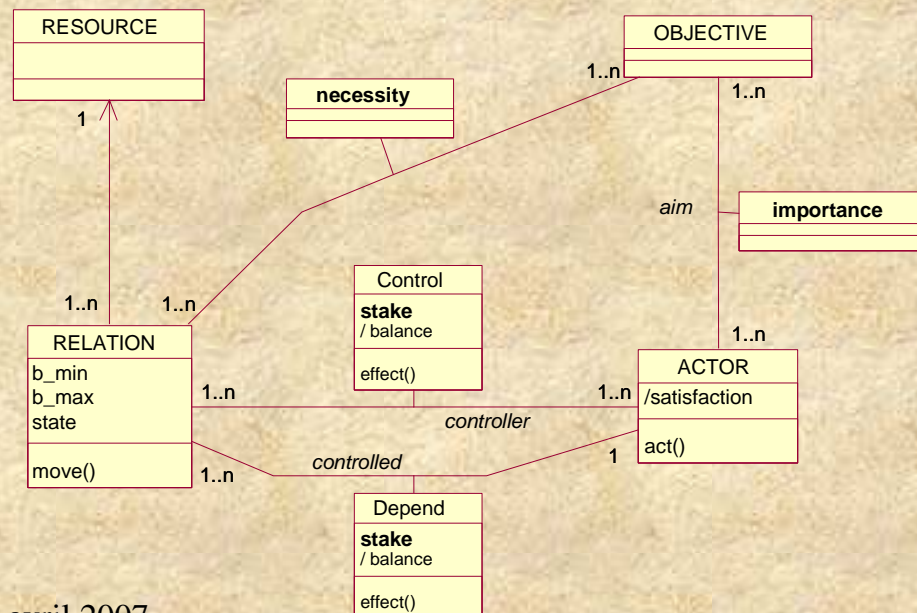 RESOURCE
OBJECTIVE
1..n
1..n
necessity
1
aim
importance
1..n
1..n
Control
stake
/ balance
effect()
1..n
RELATION
b_min
b_max
state
move()
1..n
1..n
controller
ACTOR
/satisfaction
act()
controlled
1..n
1
Depend
stake
/ balance
effect()
2007